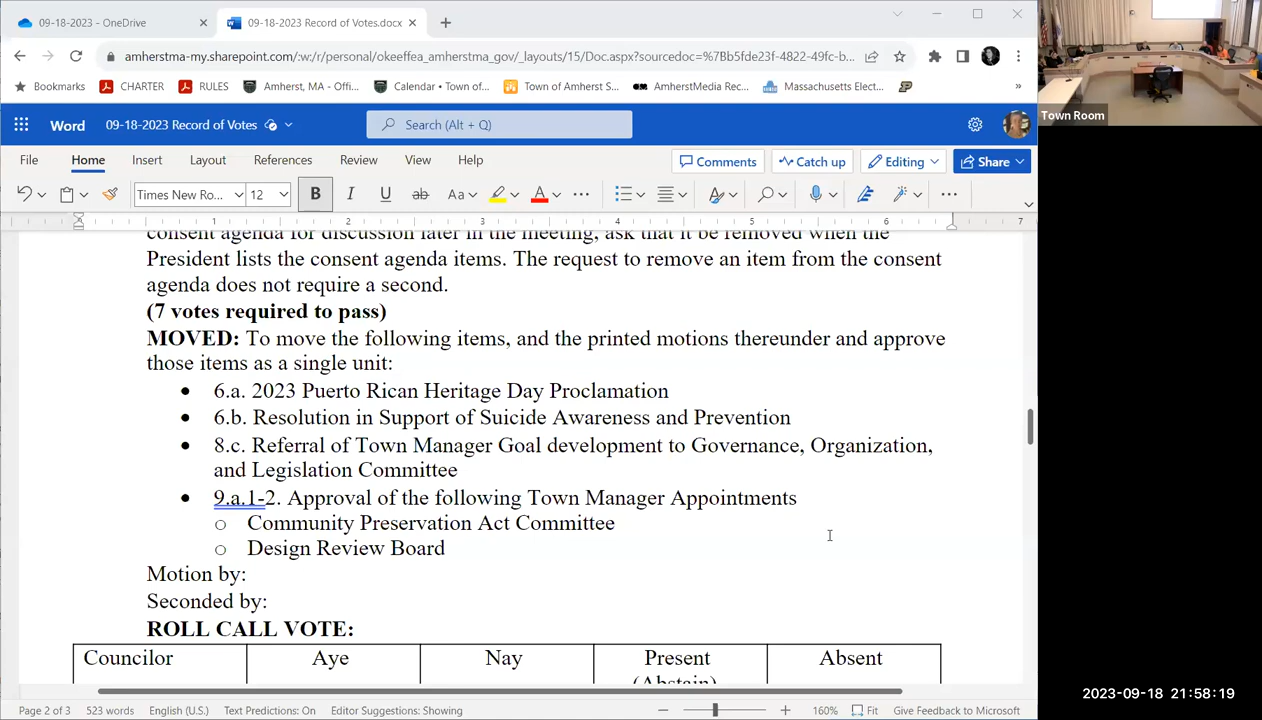 09-18-2023 - OneDrive
09-18-2023 Record of Votes.docx
amherstma-my.sharepoint.com/:w:/r/personal/okeeffea_amherstma_gov/_layouts/15/Doc.aspx?sourcedoc=%7Bb5fde23f-4822-49fc-b...
Bookmarks CHARTER RULES Amherst, MA - Offi... Calendar • Town of... Town of Amherst S... AmherstMedia Rec... Massachusetts Elect... »
Word 09-18-2023 Record of Votes Search (Alt + Q)
File Home Insert Layout References Review View Help Comments Catch up Editing Share
Times New Ro... 12 B I U ab Aa A
1 2 3 4 5 6 7
consent agenda for discussion later in the meeting, ask that it be removed when the
President lists the consent agenda items. The request to remove an item from the consent
agenda does not require a second.
(7 votes required to pass)
MOVED: To move the following items, and the printed motions thereunder and approve
those items as a single unit:
• 6.a. 2023 Puerto Rican Heritage Day Proclamation
• 6.b. Resolution in Support of Suicide Awareness and Prevention
• 8.c. Referral of Town Manager Goal development to Governance, Organization,
and Legislation Committee
• 9.a.1-2. Approval of the following Town Manager Appointments
○ Community Preservation Act Committee
○ Design Review Board
Motion by:
Seconded by:
ROLL CALL VOTE:
Councilor Aye Nay Present Absent
(Abstain)
Page 2 of 3 523 words English (U.S.) Text Predictions: On Editor Suggestions: Showing 160% Fit Give Feedback to Microsoft
Town Room
2023-09-18 21:58:19